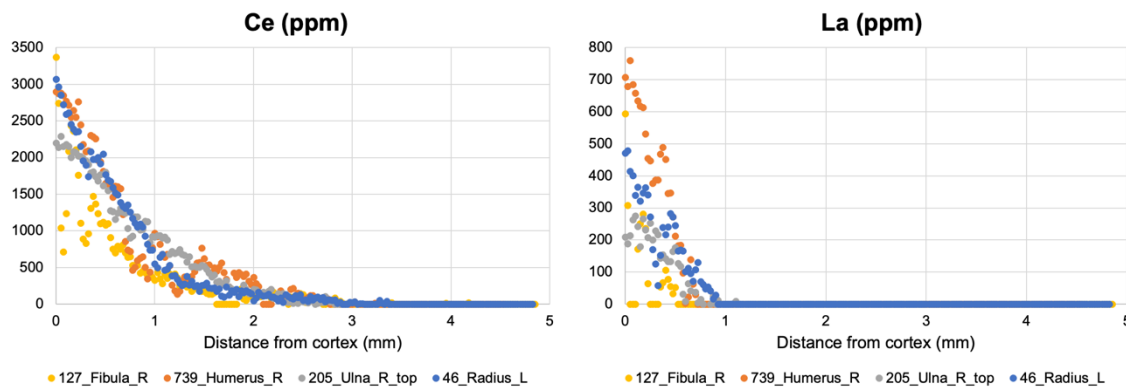 Ce (ppm)
3500
3000
2500
2000
1500
1000
500
0
0 1 2 3 4 5
Distance from cortex (mm)
127_Fibula_R 739_Humerus_R 205_Ulna_R_top 46_Radius_L
La (ppm)
800
700
600
500
400
300
200
100
0
0 1 2 3 4 5
Distance from cortex (mm)
127_Fibula_R 739_Humerus_R 205_Ulna_R_top 46_Radius_L